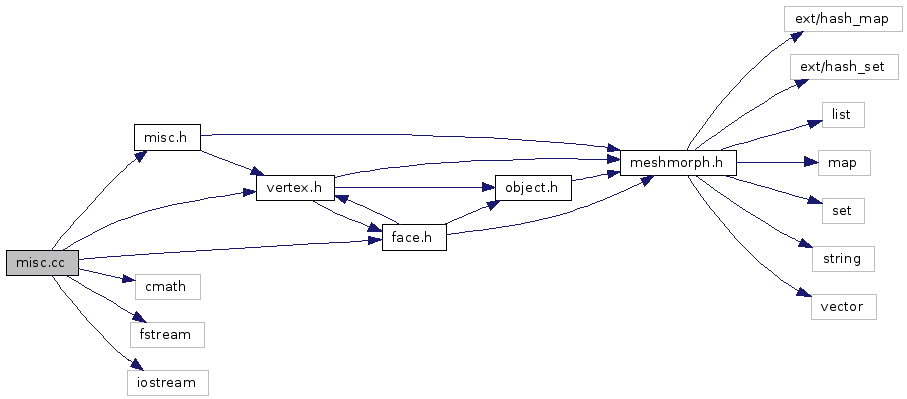 ext/hash_map
ext/hash_set
list
misc.h
meshmorph.h
map
vertex.h
object.h
set
face.h
string
misc.cc
cmath
vector
fstream
iostream